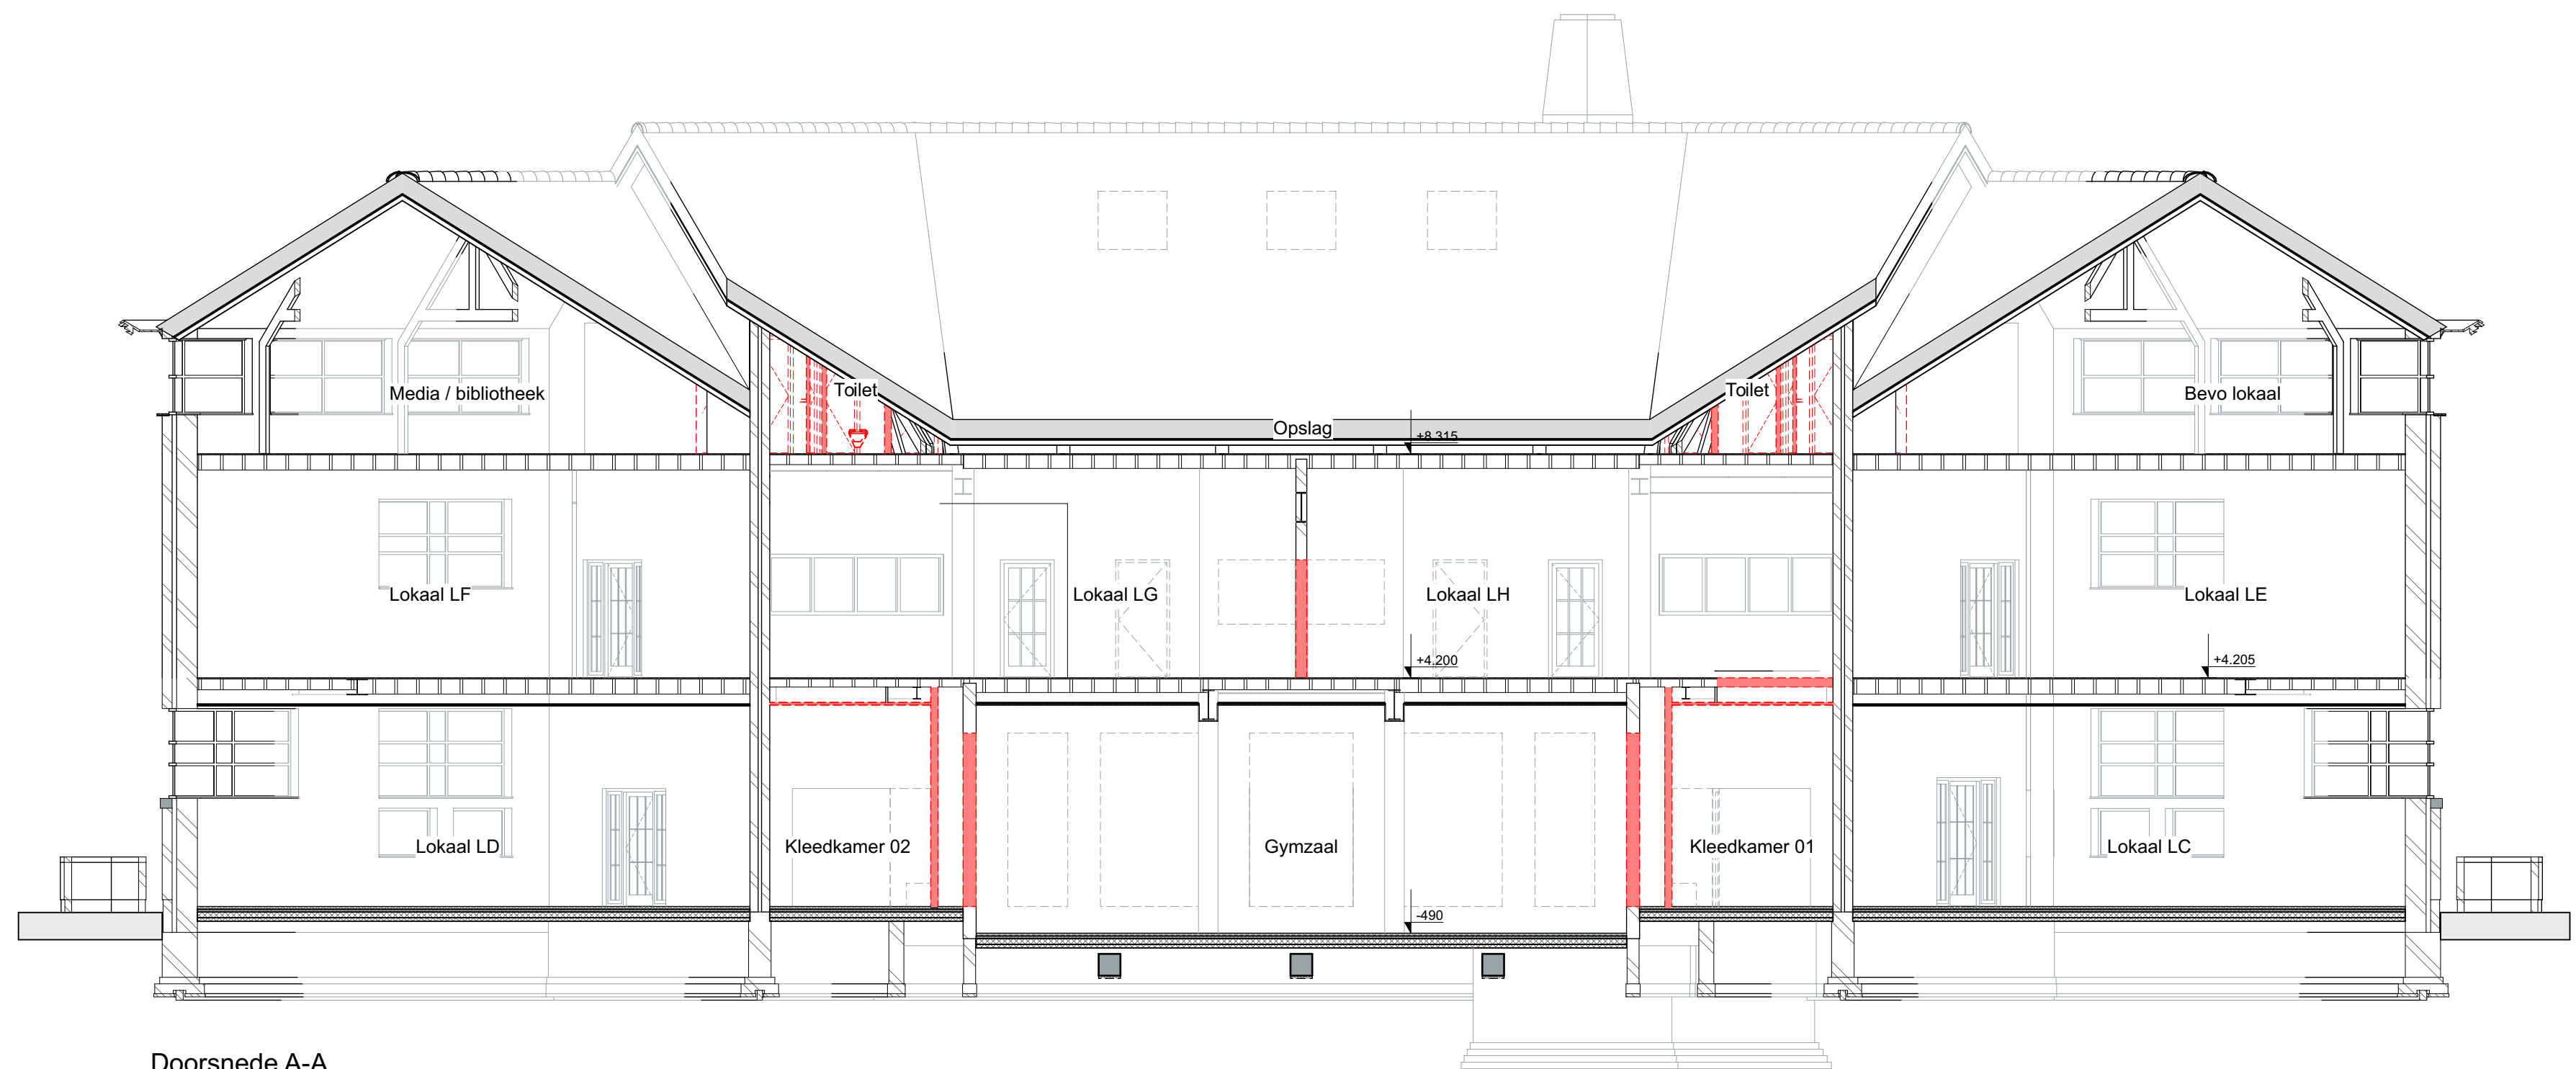 Toilet
Toilet
Media / bibliotheek
Bevo lokaal
Opslag
+8.315
Lokaal LF
Lokaal LG
Lokaal LH
Lokaal LE
+4.200
+4.205
Lokaal LD
Kleedkamer 02
Gymzaal
Kleedkamer 01
Lokaal LC
-490
Doorsnede A-A